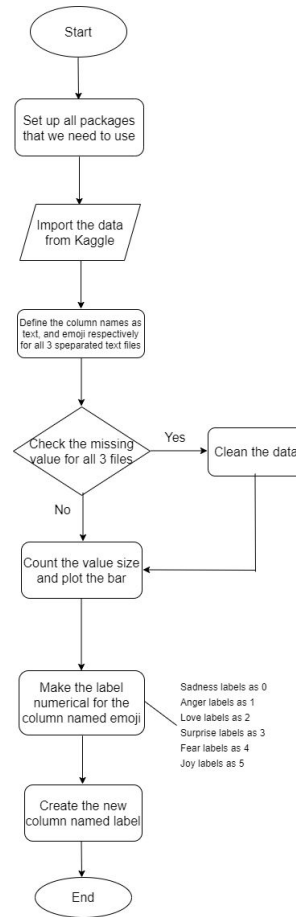 Start
Set up all packages
that we need to use
Import the data
from Kaggle
Define the column names as
text, and emoji respectively
for all 3 speparated text files
Check the missing
value for all 3 files
Yes
Clean the data
No
Count the value size
and plot the bar
Make the label
numerical for the
column named emoji
Sadness labels as 0
Anger labels as 1
Love labels as 2
Surprise labels as 3
Fear labels as 4
Joy labels as 5
Create the new
column named label
End